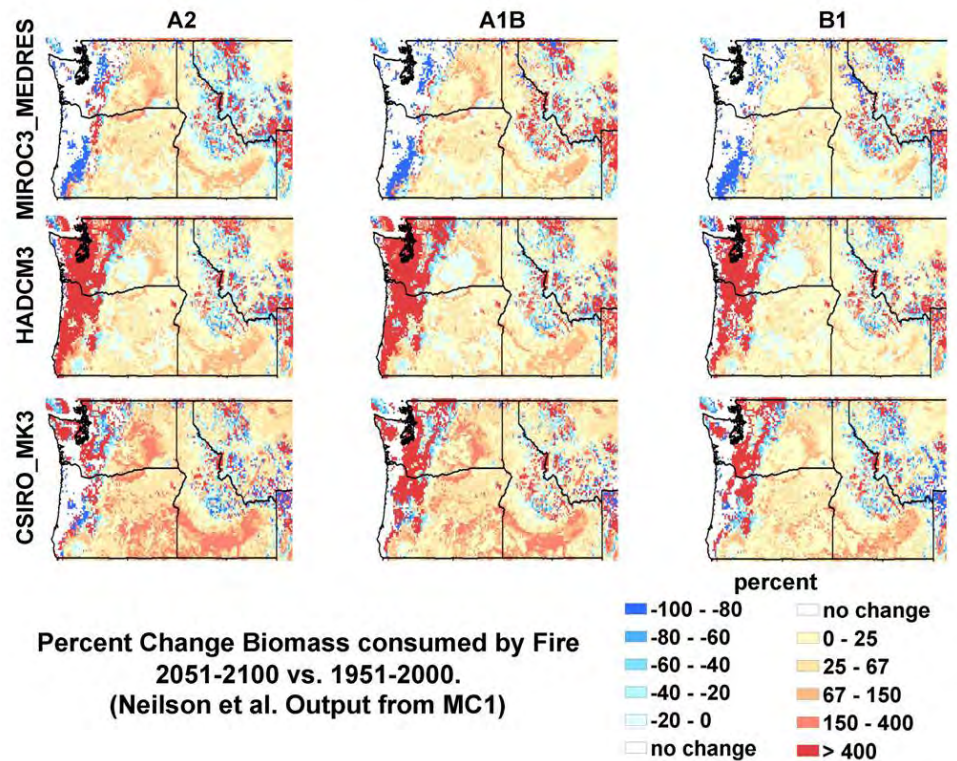 A2 A1B B1
MIROC3_MEDRES
HADCM3
CSIRO_MK3
percent
-100 - -80 no change
-80 - -60 0 - 25
-60 - -40 25 - 67
-40 - -20 67 - 150
-20 - 0 150 - 400
no change > 400
Percent Change Biomass consumed by Fire
2051-2100 vs. 1951-2000.
(Neilson et al. Output from MC1)